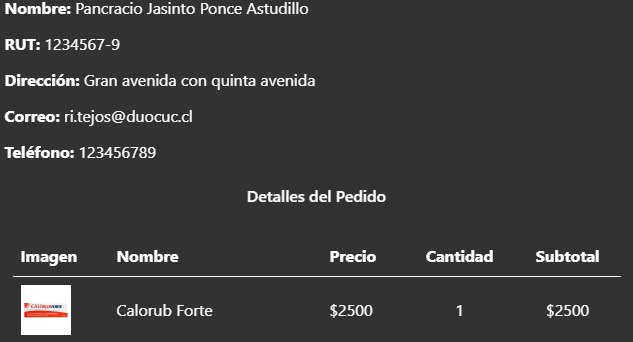 Nombre: Pancracio Jasinto Ponce Astudillo
RUT: 1234567-9
Dirección: Gran avenida con quinta avenida
Correo: ri.tejos@duocuc.cl
Teléfono: 123456789
Detalles del Pedido
Imagen Nombre Precio Cantidad Subtotal
Calorub Forte $2500 1 $2500